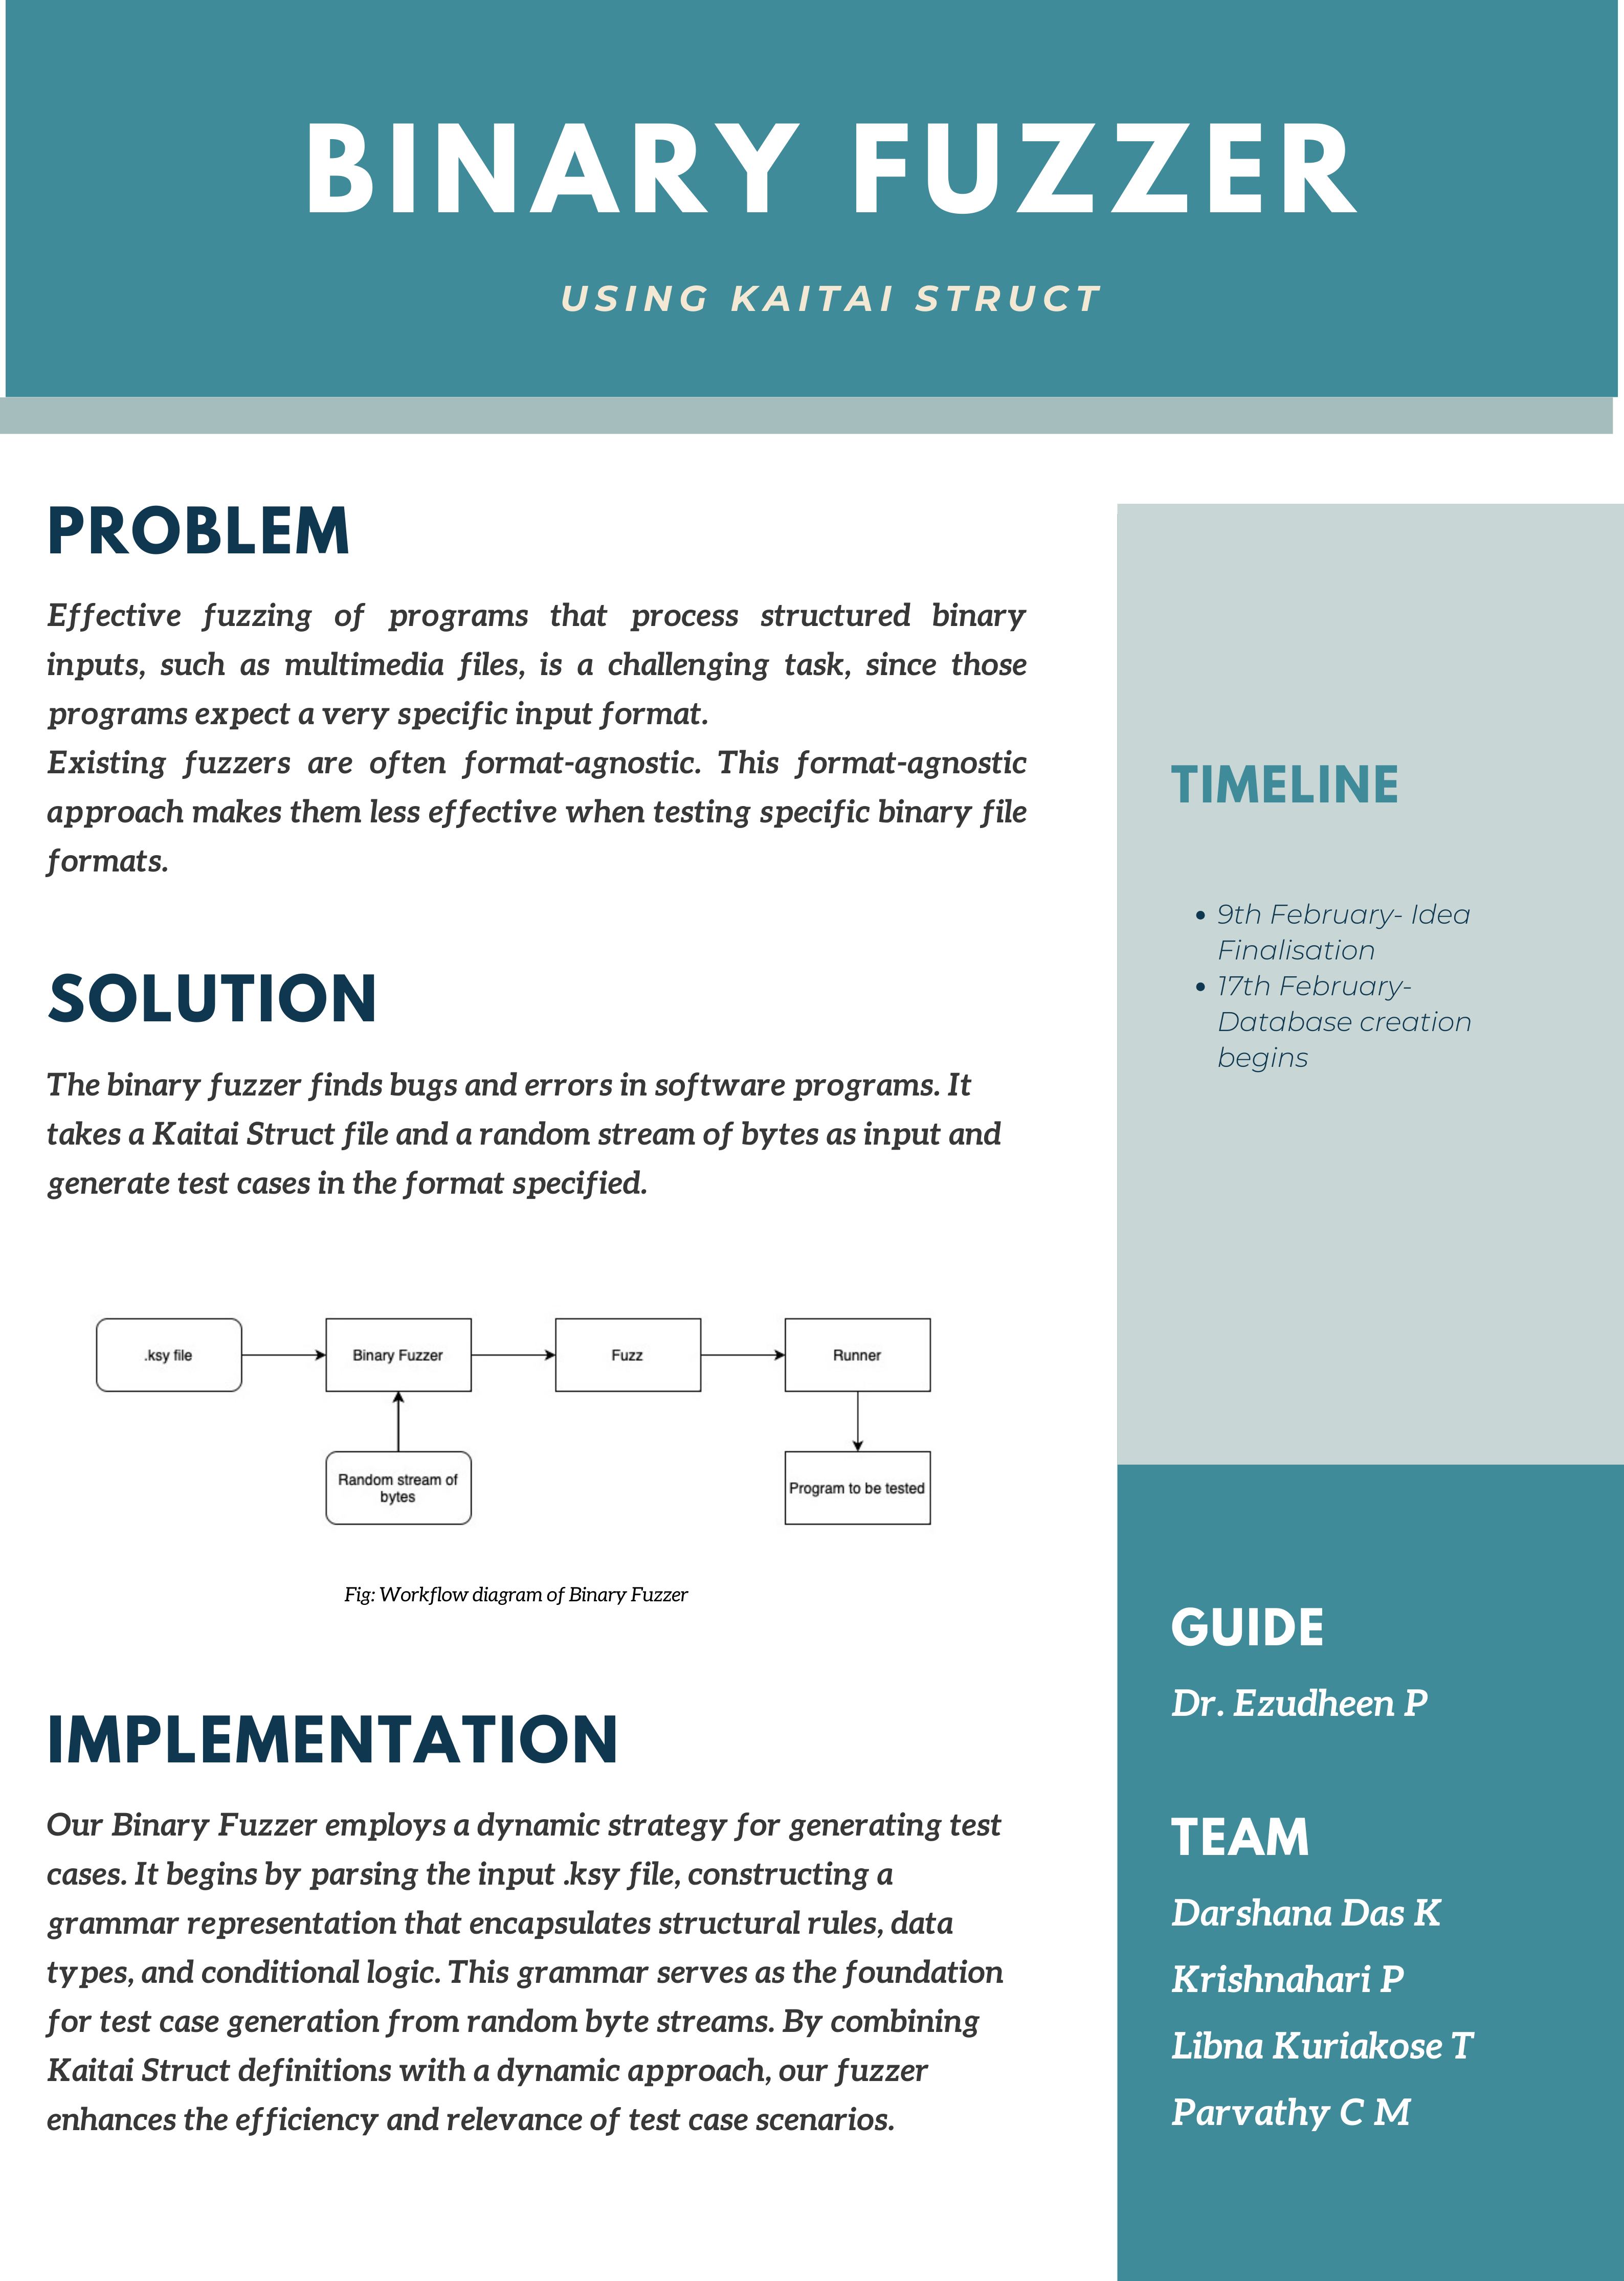 BINARY FUZZER
USING KAITAI STRUCT
PROBLEM
Effective fuzzing of programs that process structured binary
inputs, such as multimedia files, is a challenging task, since those
programs expect a very specific input format.
Existing fuzzers are often format-agnostic. This format-agnostic
approach makes them less effective when testing specific binary file
formats.
SOLUTION
The binary fuzzer finds bugs and errors in software programs. It
takes a Kaitai Struct file and a random stream of bytes as input and
generate test cases in the format specified.
.ksy file
Binary Fuzzer
Fuzz
Runner
Random stream of
bytes
Program to be tested
Fig: Workflow diagram of Binary Fuzzer
IMPLEMENTATION
Our Binary Fuzzer employs a dynamic strategy for generating test
cases. It begins by parsing the input .ksy file, constructing a
grammar representation that encapsulates structural rules, data
types, and conditional logic. This grammar serves as the foundation
for test case generation from random byte streams. By combining
Kaitai Struct definitions with a dynamic approach, our fuzzer
enhances the efficiency and relevance of test case scenarios.
TIMELINE
• 9th February- Idea
Finalisation
• 17th February-
Database creation
begins
GUIDE
Dr. Ezudheen P
TEAM
Darshana Das K
Krishnahari P
Libna Kuriakose T
Parvathy C M